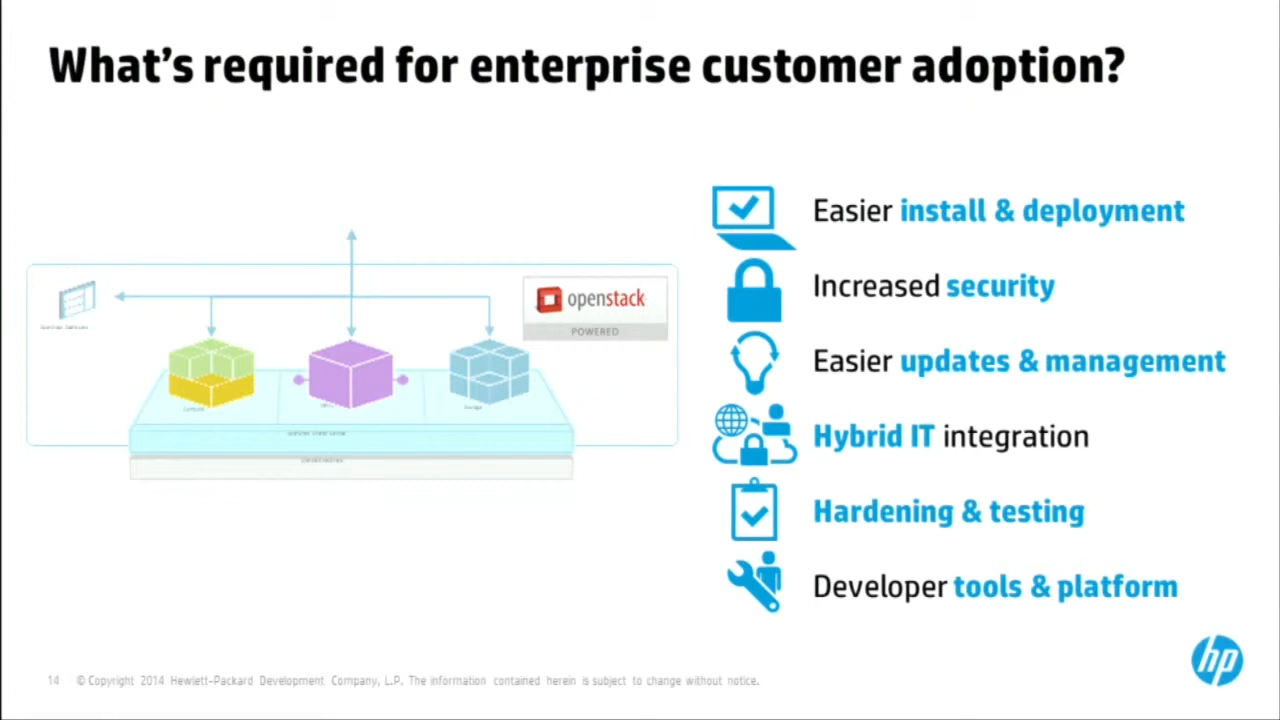 What's required for enterprise customer adoption?
Easier install & deployment
Increased security
Easier updates & management
Hybrid IT integration
Hardening & testing
Developer tools & platform
openstack
POWERED
hp
14 © Copyright 2014 Hewlett-Packard Development Company, L.P. The information contained herein is subject to change without notice.